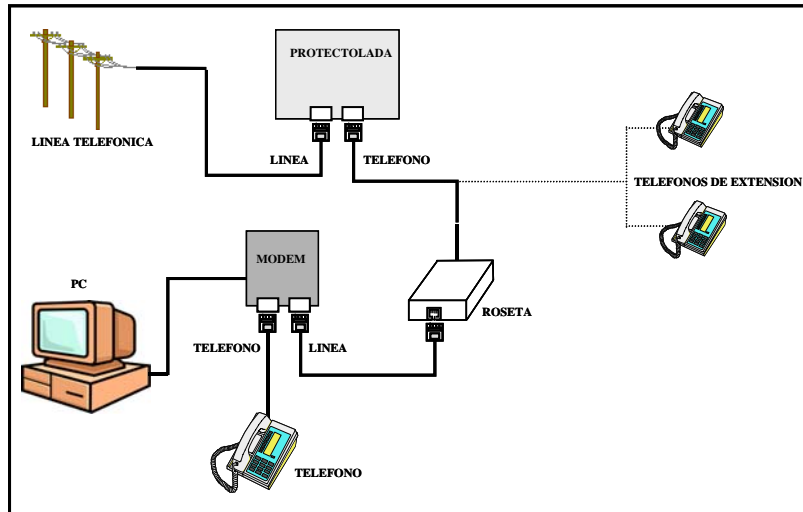 PROTECTOLADA
LINEA TELEFONICA
LINEA
TELEFONO
TELEFONOS DE EXTENSION
MODEM
PC
ROSETA
TELEFONO
LINEA
TELEFONO